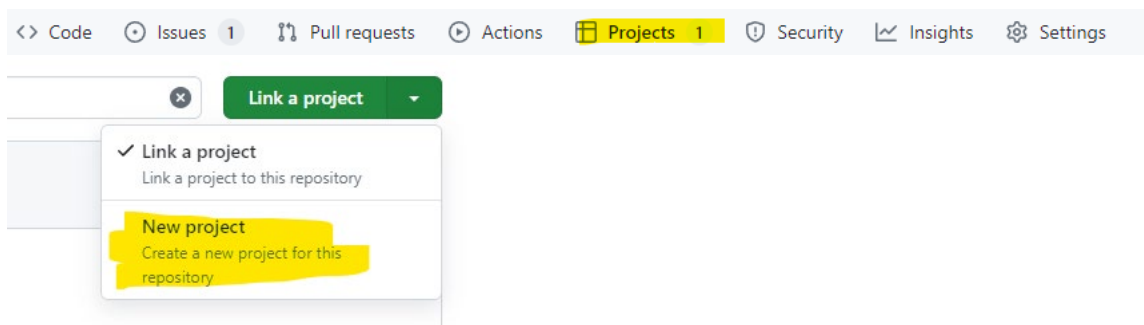 <> Code Issues 1 Pull requests Actions Projects 1 Security Insights Settings
Link a project
Link a project
Link a project to this repository
New project
Create a new project for this
repository